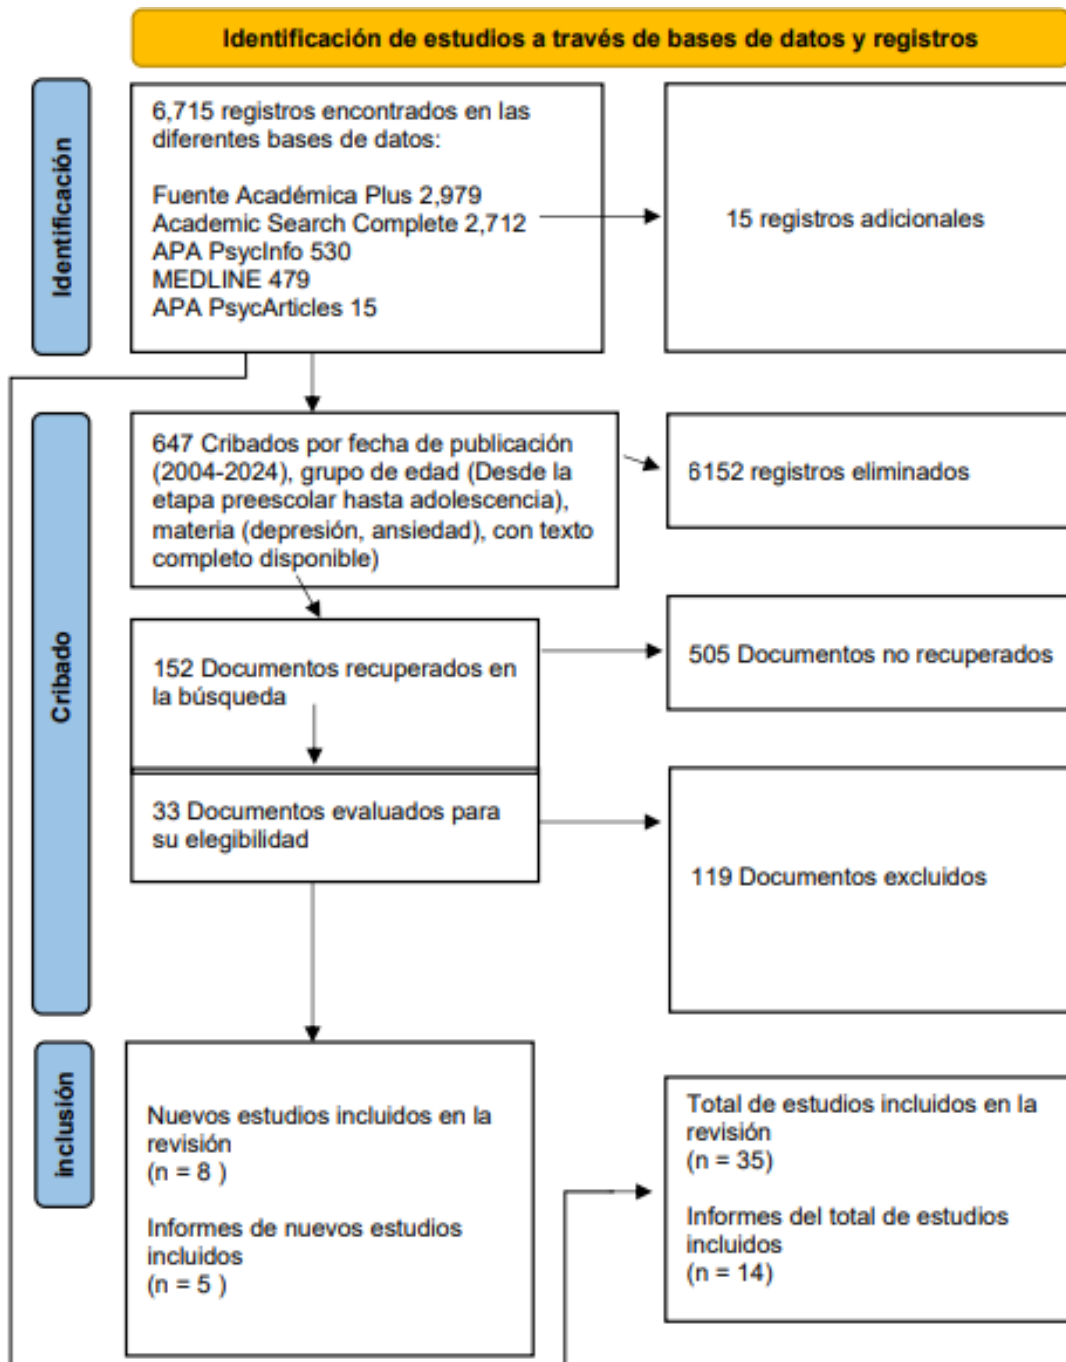 Identificación de estudios a través de bases de datos y registros
Identificación
6,715 registros encontrados en las
diferentes bases de datos:
Fuente Académica Plus 2,979
Academic Search Complete 2,712
APA PsycInfo 530
MEDLINE 479
APA PsycArticles 15
15 registros adicionales
Cribado
647 Cribados por fecha de publicación
(2004-2024), grupo de edad (Desde la
etapa preescolar hasta adolescencia),
materia (depresión, ansiedad), con texto
completo disponible)
6152 registros eliminados
152 Documentos recuperados en
la búsqueda
505 Documentos no recuperados
33 Documentos evaluados para
su elegibilidad
119 Documentos excluidos
inclusión
Nuevos estudios incluidos en la
revisión
(n = 8 )
Informes de nuevos estudios
incluidos
(n = 5 )
Total de estudios incluidos en la
revisión
(n = 35)
Informes del total de estudios
incluidos
(n = 14)